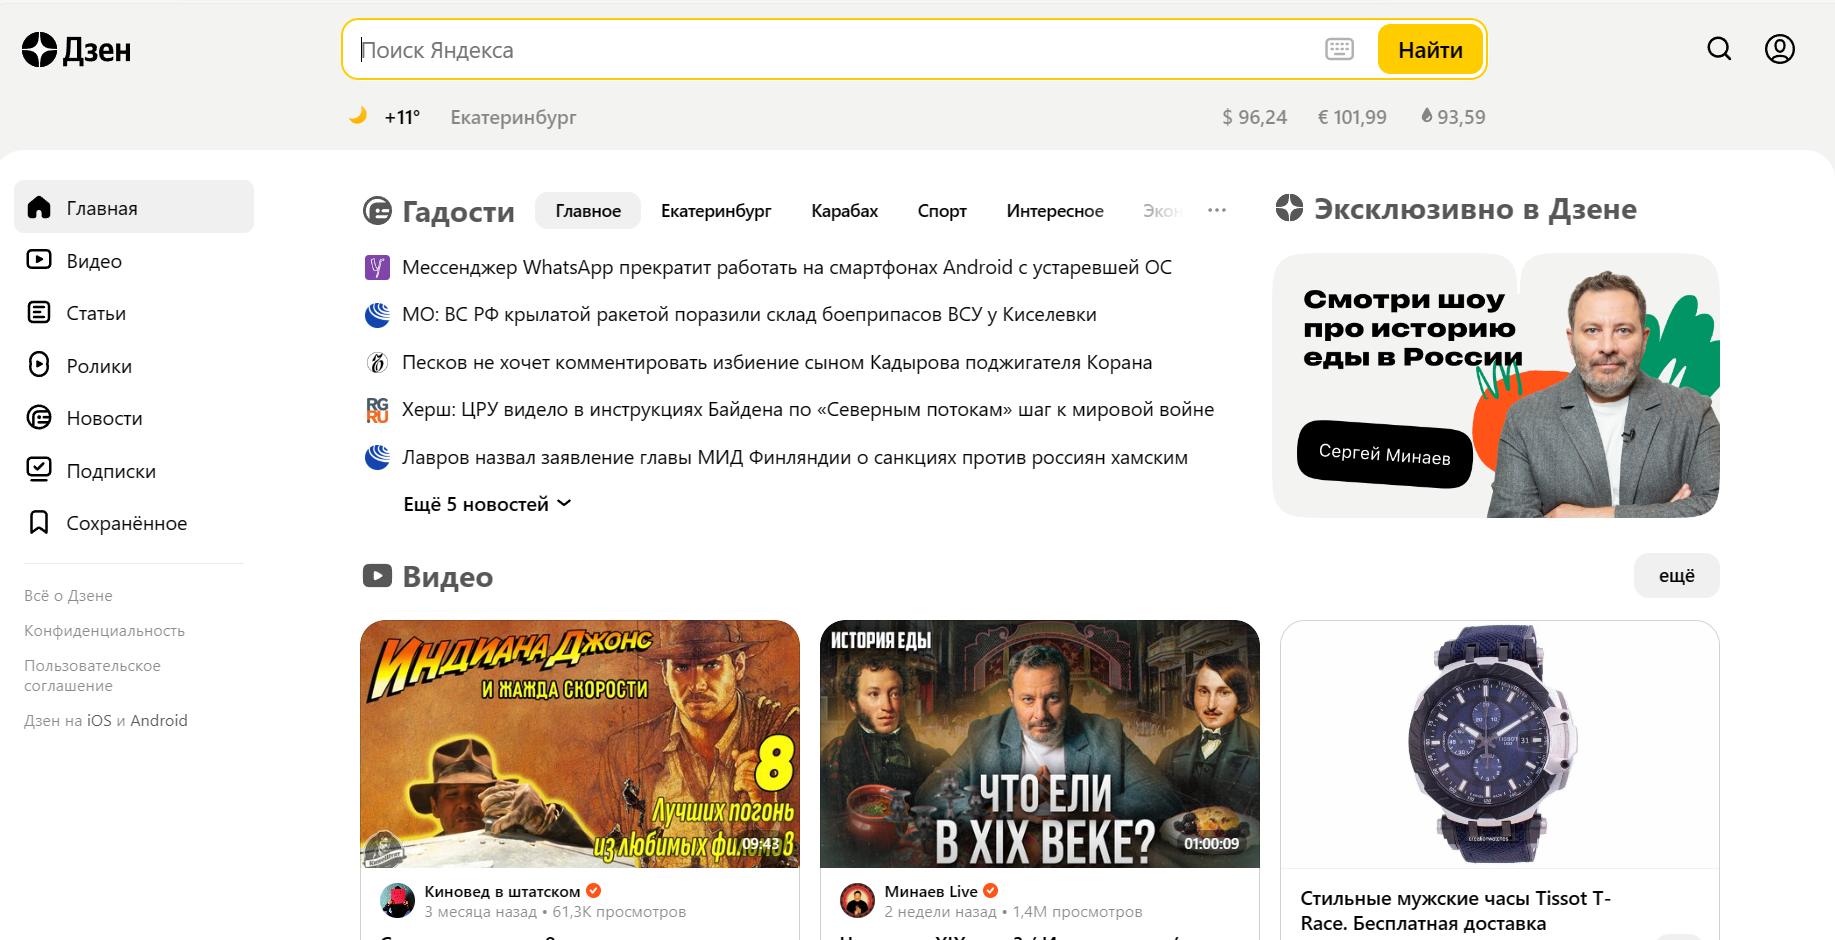 Дзен
Поиск Яндекса
Найти
+11°
Екатеринбург
$ 96,24
€ 101,99
93,59
Главная
Видео
Статьи
Ролики
Новости
Подписки
Сохранённое
Всё о Дзене
Конфиденциальность
Пользовательское
соглашение
Дзен на iOS и Android
Гадости
Главное
Екатеринбург
Карабах
Спорт
Интересное
Экон
Мессенджер WhatsApp прекратит работать на смартфонах Android с устаревшей ОС
МО: ВС РФ крылатой ракетой поразили склад боеприпасов ВСУ у Киселевки
Песков не хочет комментировать избиение сыном Кадырова поджигателя Корана
RG
RU
Херш: ЦРУ видело в инструкциях Байдена по «Северным потокам» шаг к мировой войне
Лавров назвал заявление главы МИД Финляндии о санкциях против россиян хамским
Ещё 5 новостей
Эксклюзивно в Дзене
Смотри шоу
про историю
еды в России
Сергей Минаев
Видео
ещё
Индиана Джонс
и жажда скорости
8
Лучших погонь
из любимых фильмов
09:43
Киновед в штатском
3 месяца назад • 61,3К просмотров
ИСТОРИЯ ЕДЫ
ЧТО ЕЛИ
В XIX ВЕКЕ?
01:00:09
Минаев Live
2 недели назад • 1,4М просмотров
TISSOT
31
creationwatches
Стильные мужские часы Tissot T-
Race. Бесплатная доставка